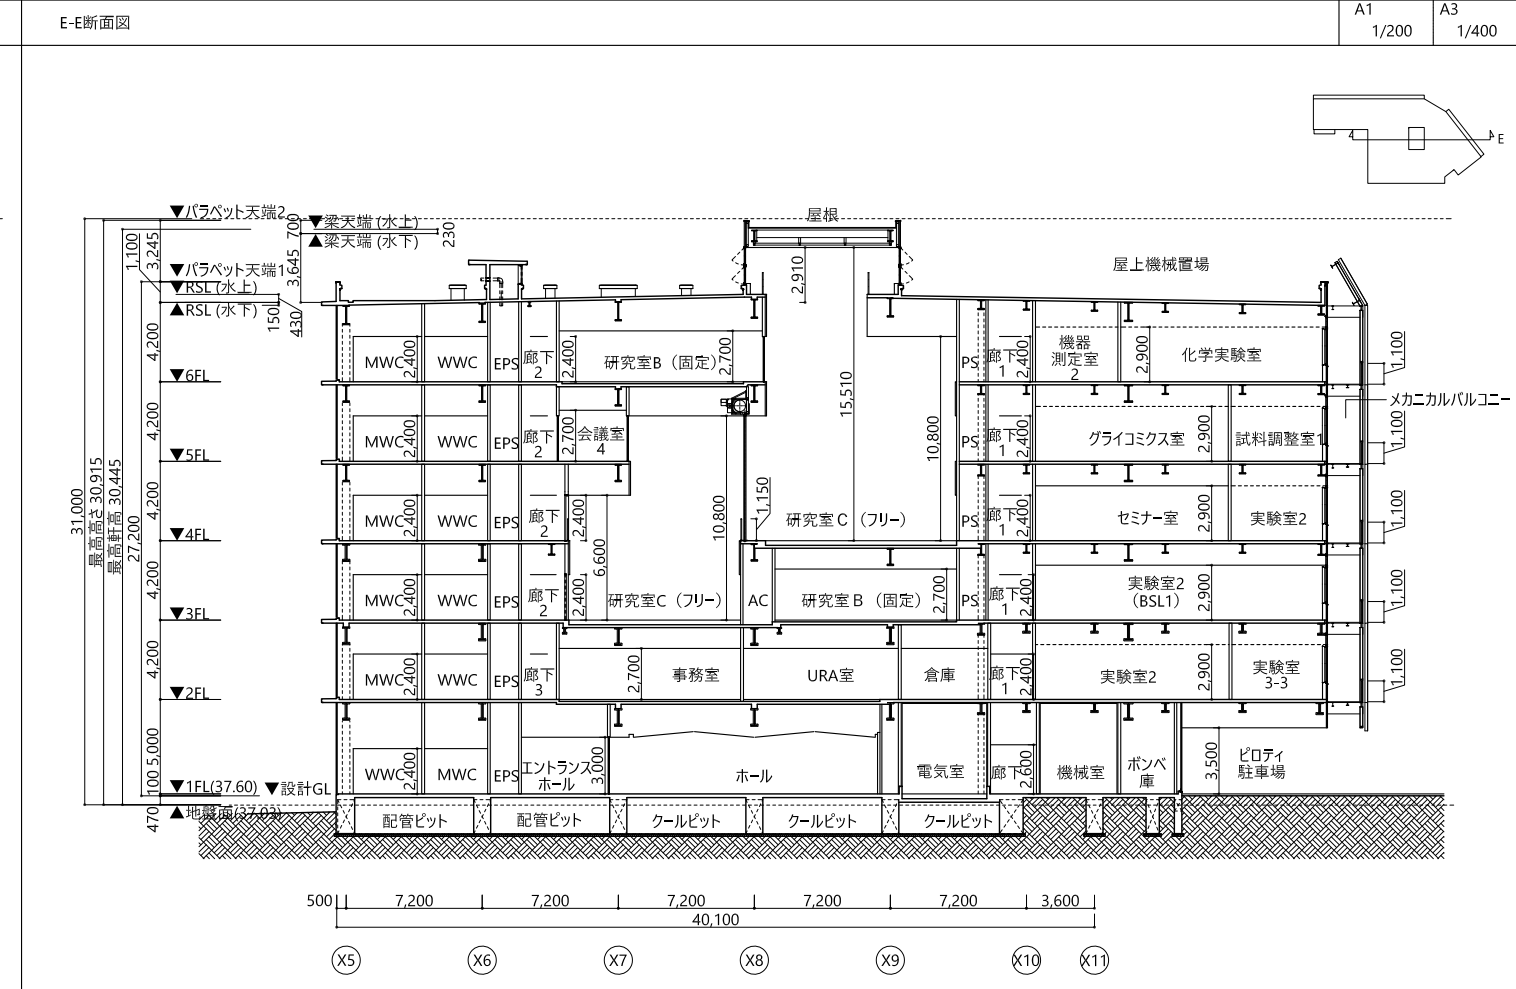 E-E断面図
A1
1/200
A3
1/400
E
▼パラペット天端2
▼梁天端 (水上)
▲梁天端 (水下)
700
230
3,245
1,100
3,645
▼パラペット天端1
▼RSL (水上)
▲RSL (水下)
150
430
屋根
2,910
屋上機械置場
31,000
最高高さ 30,915
最高軒高 30,445
27,200
4,200
MWC
2,400
WWC
EPS
廊下
2
2,400
研究室B（固定）
2,700
PS
廊下
1
2,400
機器
測定室
2
2,900
化学実験室
1,100
▼6FL
メカニカルバルコニー
4,200
MWC
2,400
WWC
EPS
廊下
2
2,700
会議室
4
15,510
10,800
PS
廊下
1
2,400
グライコミクス室
2,900
試料調整室1
1,100
▼5FL
4,200
MWC
2,400
WWC
EPS
廊下
2
2,400
6,600
10,800
1,150
研究室C（フリー）
PS
廊下
1
2,400
セミナー室
2,900
実験室2
1,100
▼4FL
4,200
MWC
2,400
WWC
EPS
廊下
2
2,400
研究室C（フリー）
AC
研究室B（固定）
2,700
PS
廊下
1
2,400
実験室2
（BSL1）
2,900
1,100
▼3FL
4,200
MWC
2,400
WWC
EPS
廊下
3
2,700
事務室
URA室
倉庫
廊下
1
2,400
実験室2
2,900
実験室
3-3
1,100
▼2FL
5,000
WWC
2,400
MWC
EPS
エントランス
ホール
3,000
ホール
電気室
廊下
2,600
機械室
ボンベ
庫
3,500
ピロティ
駐車場
▼1FL(37.60)
▼設計GL
100
▲地盤面(37.03)
470
配管ピット
配管ピット
クールピット
クールピット
クールピット
500
7,200
7,200
7,200
7,200
7,200
3,600
40,100
X5
X6
X7
X8
X9
X10
X11